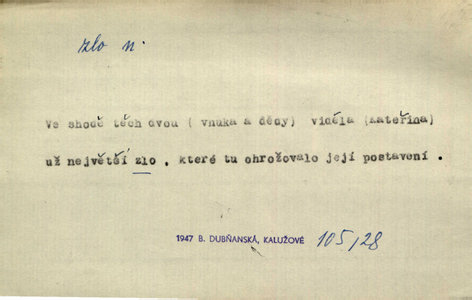 zlo n.
Ve shodě těch dvou ( vnuka a dědy) viděla (Kateřina)
už největší zlo , které tu ohrožovalo její postavení .
1947 B. DUBŇANSKÁ, KALUŽOVÉ 105/28